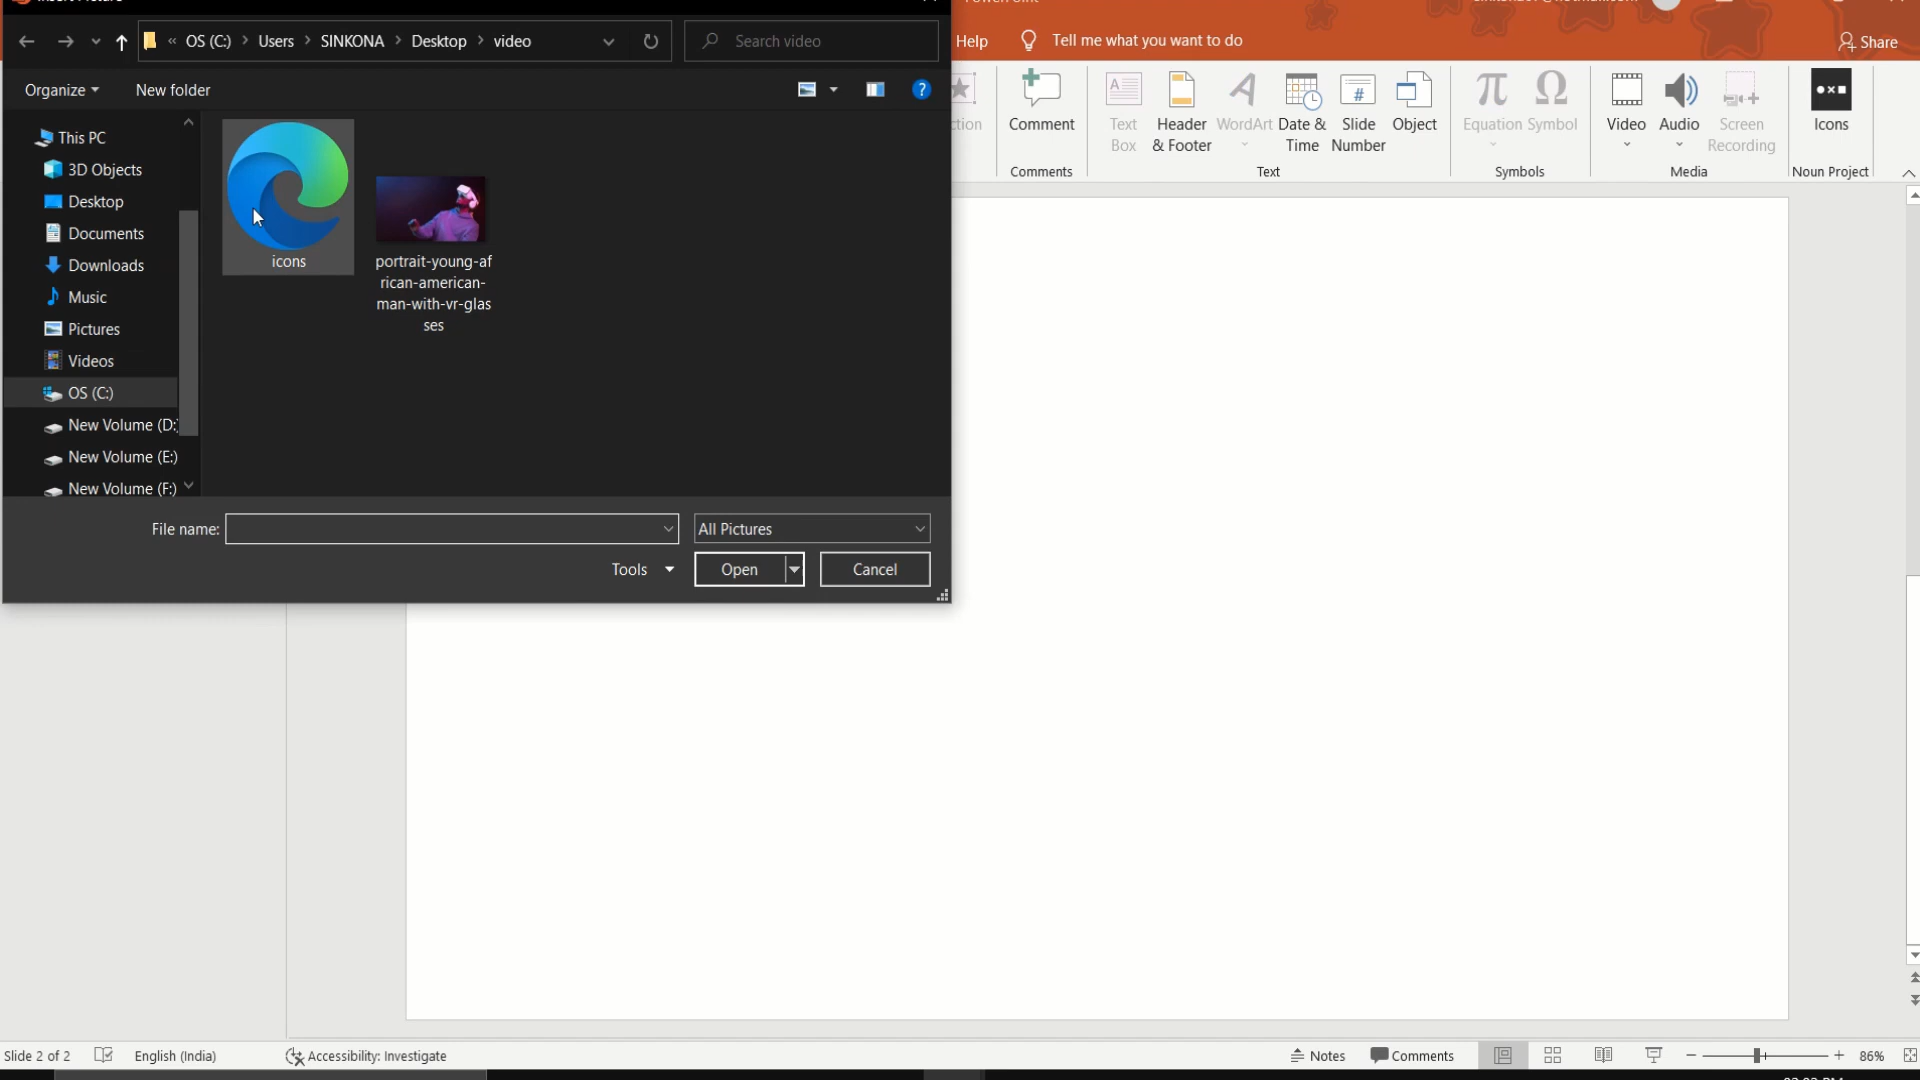 « OS (C:) > Users > SINKONA > Desktop > video
Search video
Help
Tell me what you want to do
Share
Organize
New folder
This PC
3D Objects
Desktop
Documents
Downloads
Music
Pictures
Videos
OS (C:)
New Volume (D:)
New Volume (E:)
New Volume (F:)
icons
portrait-young-af
rican-american-
man-with-vr-glas
ses
File name:
All Pictures
Tools
Open
Cancel
Comment
Comments
Text
Box
Header
& Footer
WordArt
Date &
Time
Slide
Number
Object
Text
Equation
Symbol
Symbols
Video
Audio
Screen
Recording
Media
Icons
Noun Project
Slide 2 of 2
English (India)
Accessibility: Investigate
Notes
Comments
86%